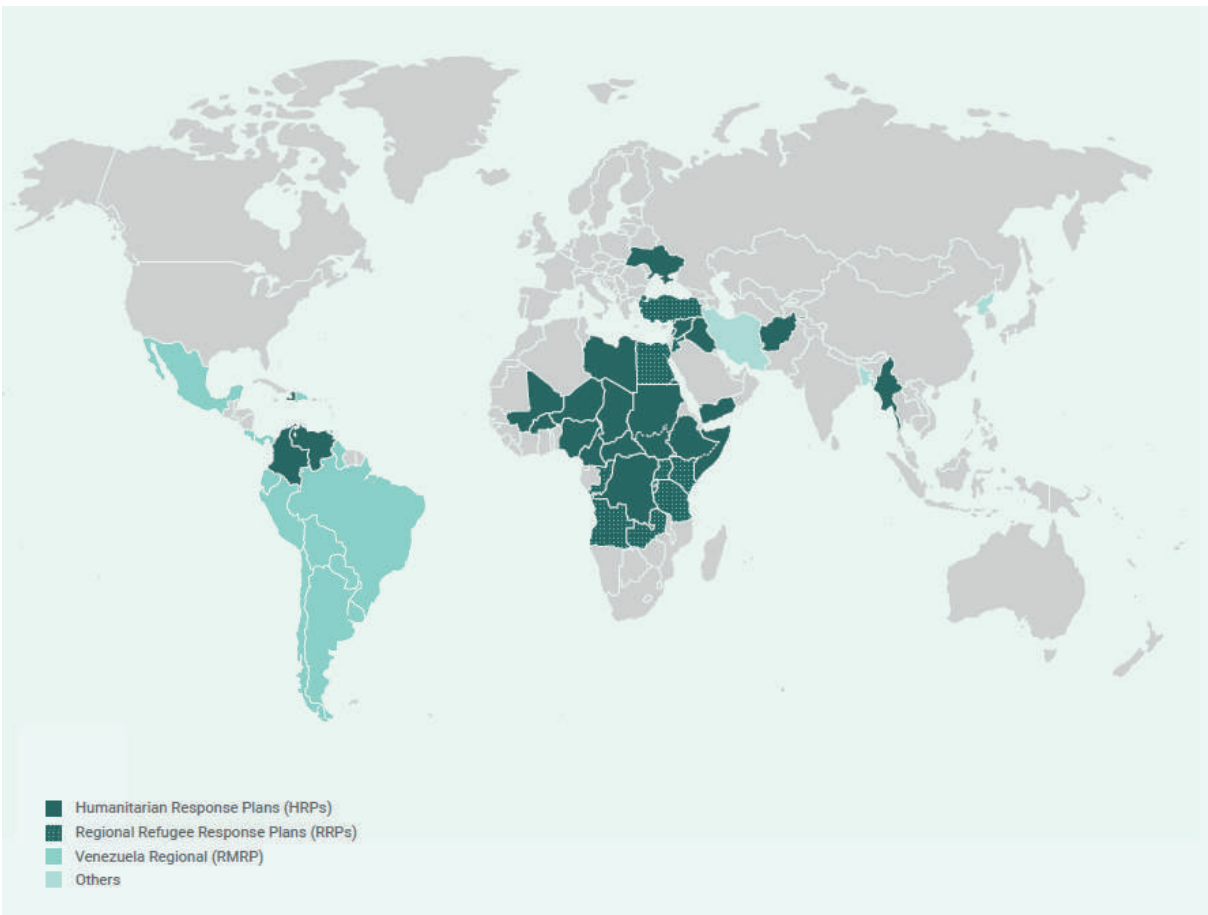 Humanitarian Response Plans (HRPs)
Regional Refugee Response Plans (RRPs)
Venezuela Regional (RMRP)
Others